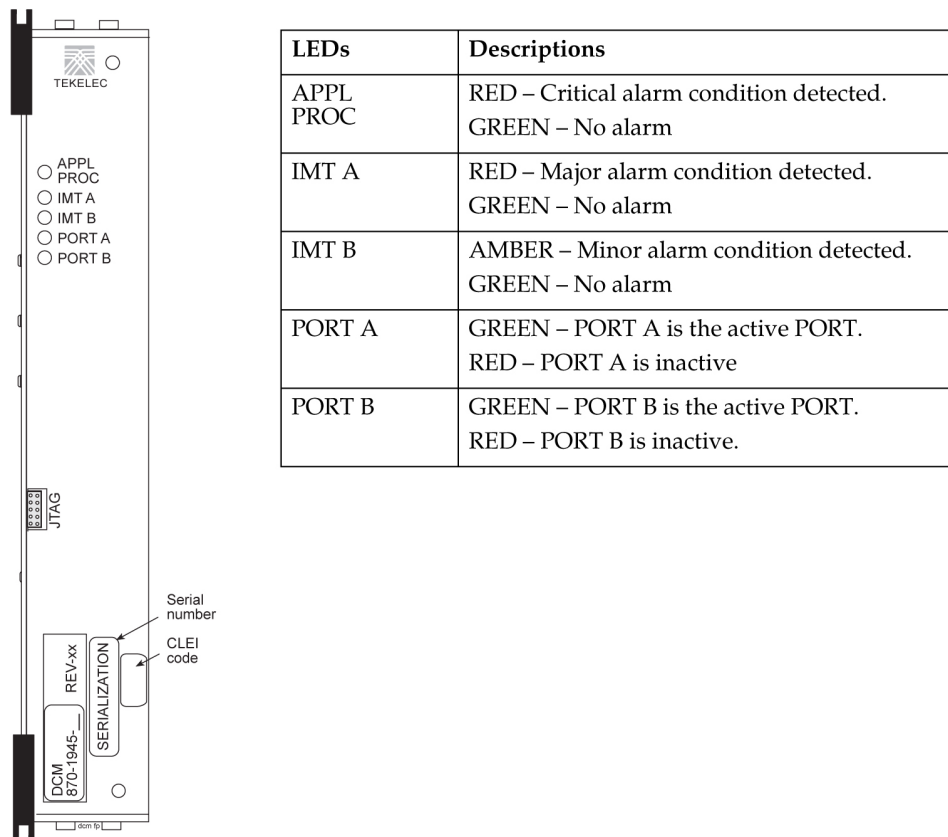 TEKELEC
APPL
PROC
IMT A
IMT B
PORT A
PORT B
JTAG
Serial
number
CLEI
code
REV-xx
SERIALIZATION
DCM
870-1945-__
dcm fp
LEDs Descriptions
APPL
PROC
RED – Critical alarm condition detected.
GREEN – No alarm
IMT A RED – Major alarm condition detected.
GREEN – No alarm
IMT B AMBER – Minor alarm condition detected.
GREEN – No alarm
PORT A GREEN – PORT A is the active PORT.
RED – PORT A is inactive
PORT B GREEN – PORT B is the active PORT.
RED – PORT B is inactive.